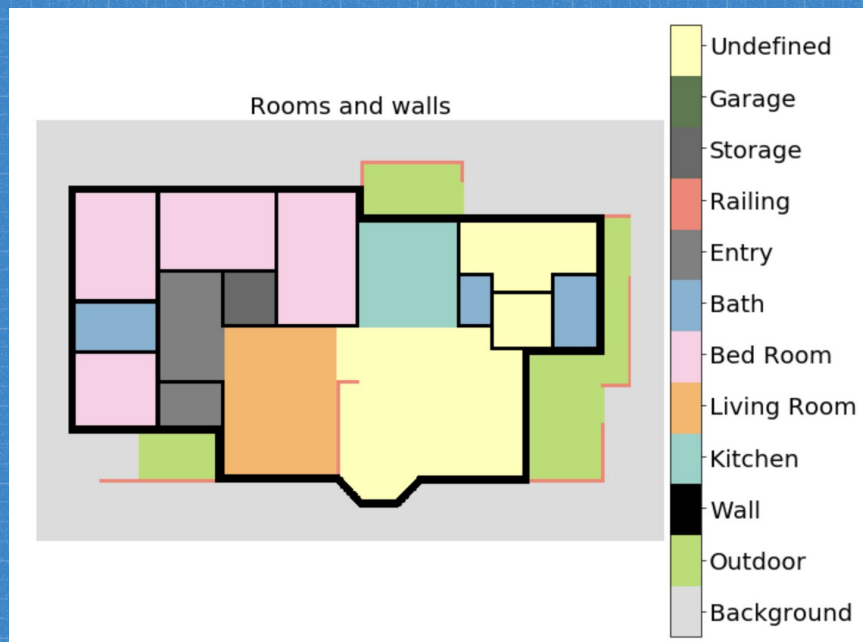 Rooms and walls
Undefined
Garage
Storage
Railing
Entry
Bath
Bed Room
Living Room
Kitchen
Wall
Outdoor
Background